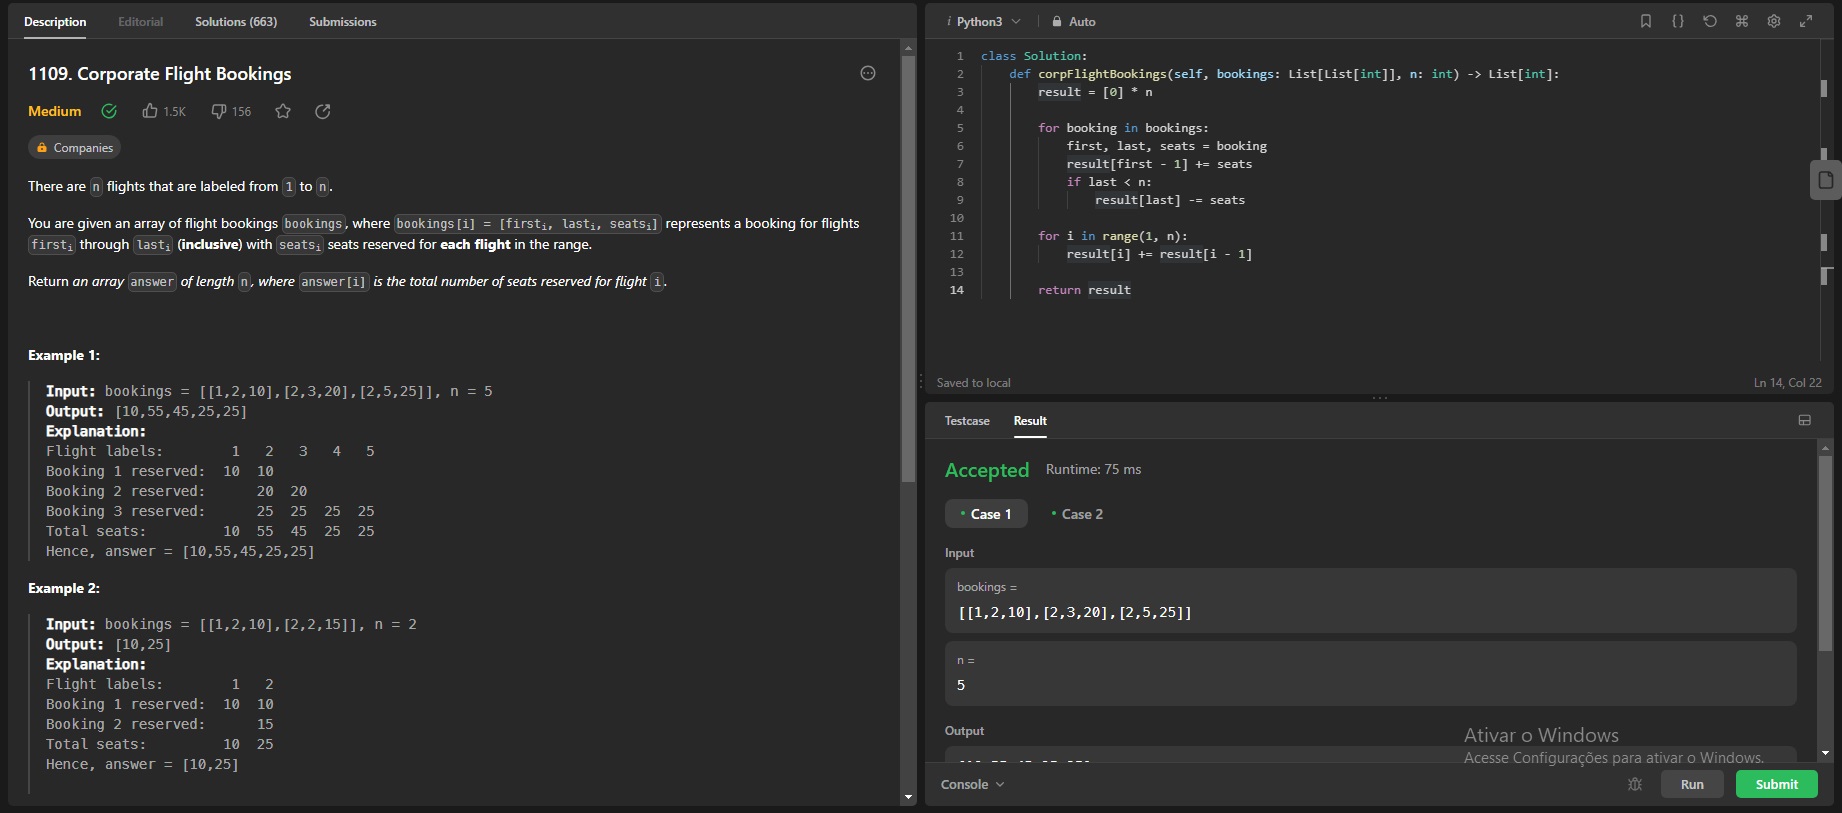 Description Editorial Solutions (663) Submissions
1109. Corporate Flight Bookings
Medium 1.5K 156
Companies
There are n flights that are labeled from 1 to n.
You are given an array of flight bookings bookings, where bookings[i] = [firsti, lasti, seatsi] represents a booking for flights
firsti through lasti (inclusive) with seatsi seats reserved for each flight in the range.
Return an array answer of length n, where answer[i] is the total number of seats reserved for flight i.
Example 1:
Input: bookings = [[1,2,10],[2,3,20],[2,5,25]], n = 5
Output: [10,55,45,25,25]
Explanation:
Flight labels:        1   2   3   4   5
Booking 1 reserved:  10  10
Booking 2 reserved:      20  20
Booking 3 reserved:      25  25  25  25
Total seats:         10  55  45  25  25
Hence, answer = [10,55,45,25,25]
Example 2:
Input: bookings = [[1,2,10],[2,2,15]], n = 2
Output: [10,25]
Explanation:
Flight labels:        1   2
Booking 1 reserved:  10  10
Booking 2 reserved:      15
Total seats:         10  25
Hence, answer = [10,25]
i Python3 Auto
1 class Solution:
2     def corpFlightBookings(self, bookings: List[List[int]], n: int) -> List[int]:
3         result = [0] * n
4
5         for booking in bookings:
6             first, last, seats = booking
7             result[first - 1] += seats
8             if last < n:
9                 result[last] -= seats
10
11         for i in range(1, n):
12             result[i] += result[i - 1]
13
14         return result
Saved to local Ln 14, Col 22
Testcase Result
Accepted Runtime: 75 ms
Case 1 Case 2
Input
bookings =
[[1,2,10],[2,3,20],[2,5,25]]
n =
5
Output
Ativar o Windows
Acesse Configurações para ativar o Windows.
Console Run Submit